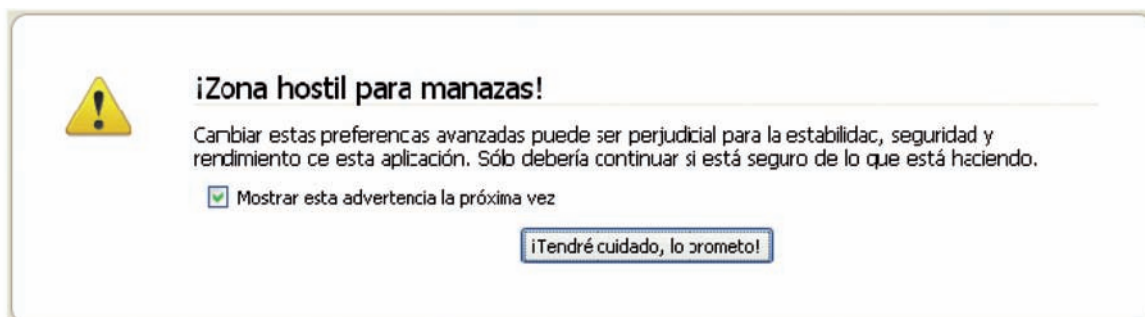 ¡Zona hostil para manazas!
Cambiar estas preferencias avanzadas puede ser perjudicial para la estabilidad, seguridad y
rendimiento de esta aplicación. Sólo debería continuar si está seguro de lo que está haciendo.
Mostrar esta advertencia la próxima vez
¡Tendré cuidado, lo prometo!